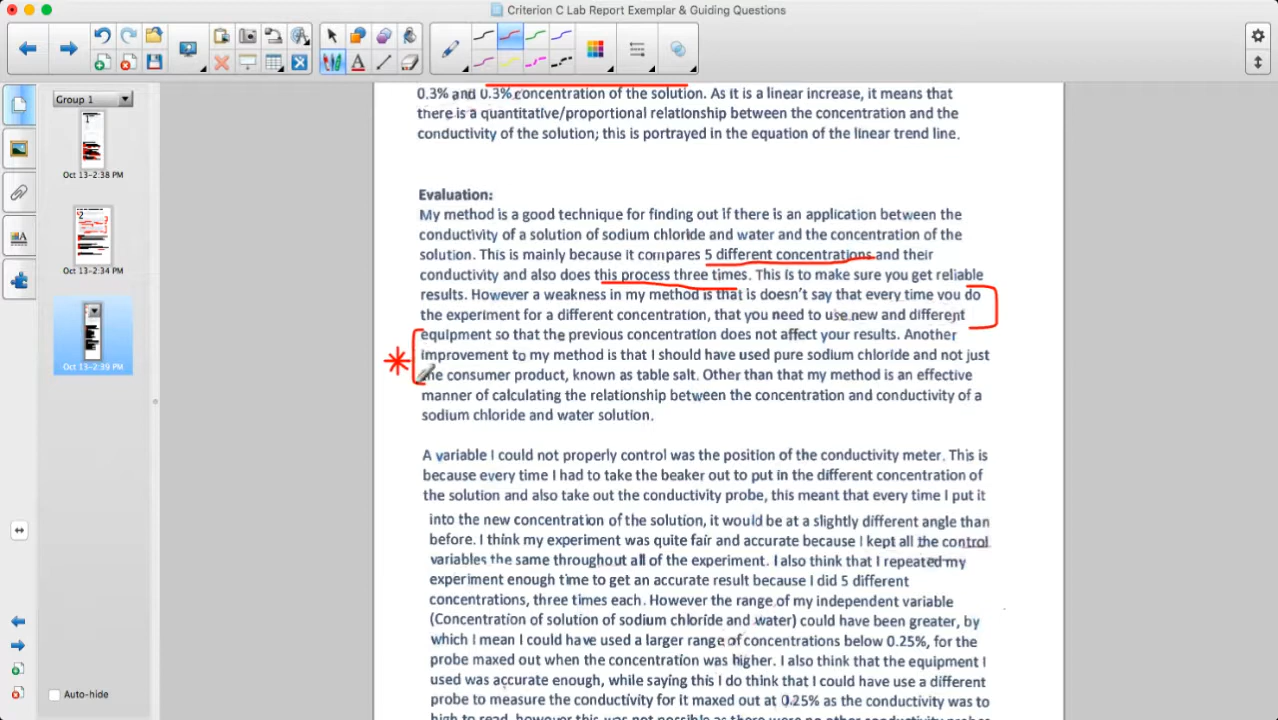 Criterion C Lab Report Exemplar & Guiding Questions
Group 1
Oct 13-2:38 PM
Oct 13-2:34 PM
Oct 13-2:39 PM
Auto-hide
0.3% and 0.3% concentration of the solution. As it is a linear increase, it means that
there is a quantitative/proportional relationship between the concentration and the
conductivity of the solution; this is portrayed in the equation of the linear trend line.
Evaluation:
My method is a good technique for finding out if there is an application between the
conductivity of a solution of sodium chloride and water and the concentration of the
solution. This is mainly because it compares 5 different concentrations and their
conductivity and also does this process three times. This is to make sure you get reliable
results. However a weakness in my method is that is doesn't say that every time you do
the experiment for a different concentration, that you need to use new and different
equipment so that the previous concentration does not affect your results. Another
improvement to my method is that I should have used pure sodium chloride and not just
consumer product, known as table salt. Other than that my method is an effective
manner of calculating the relationship between the concentration and conductivity of a
sodium chloride and water solution.
A variable I could not properly control was the position of the conductivity meter. This is
because every time I had to take the beaker out to put in the different concentration of
the solution and also take out the conductivity probe, this meant that every time I put it
into the new concentration of the solution, it would be at a slightly different angle than
before. I think my experiment was quite fair and accurate because I kept all the control
variables the same throughout all of the experiment. I also think that I repeated my
experiment enough time to get an accurate result because I did 5 different
concentrations, three times each. However the range of my independent variable
(Concentration of solution of sodium chloride and water) could have been greater, by
which I mean I could have used a larger range of concentrations below 0.25%, for the
probe maxed out when the concentration was higher. I also think that the equipment I
used was accurate enough, while saying this I do think that I could have use a different
probe to measure the conductivity for it maxed out at 0.25% as the conductivity was to
high to read, however this was not possible as there were no other conductivity probes